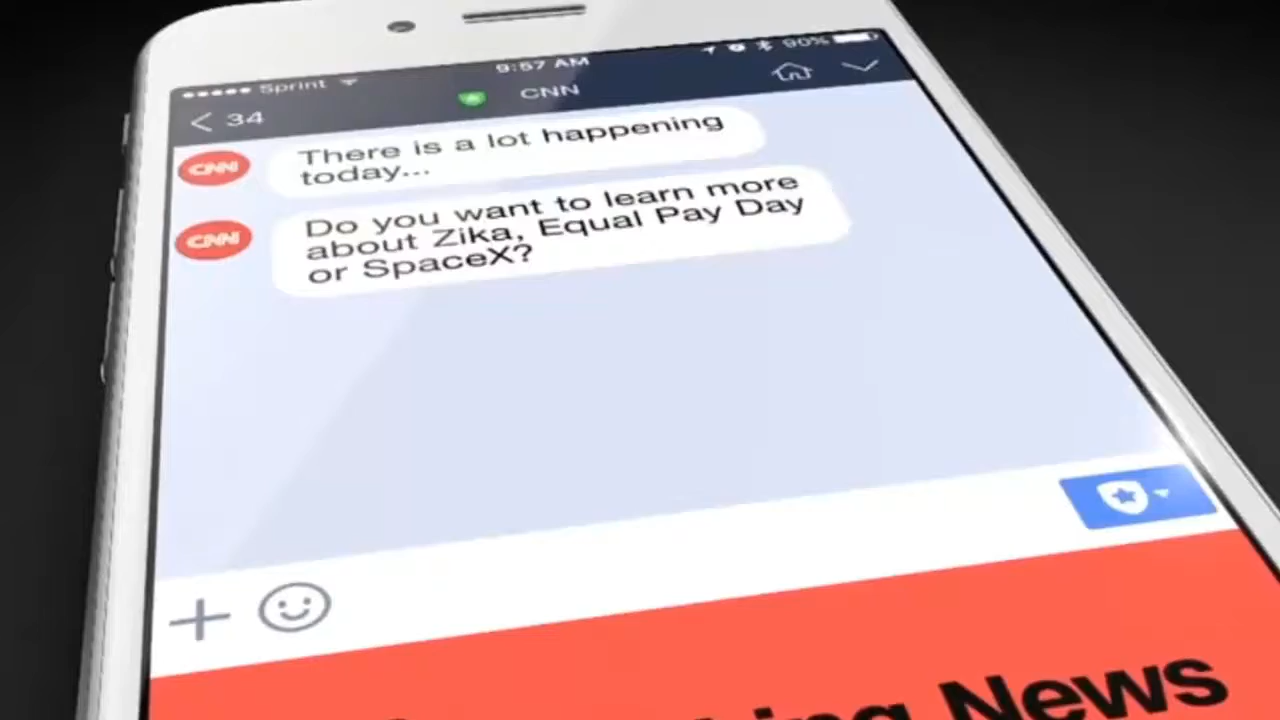 Sprint 9:57 AM 90%
34 CNN
CNN There is a lot happening
today...
CNN Do you want to learn more
about Zika, Equal Pay Day
or SpaceX?
News